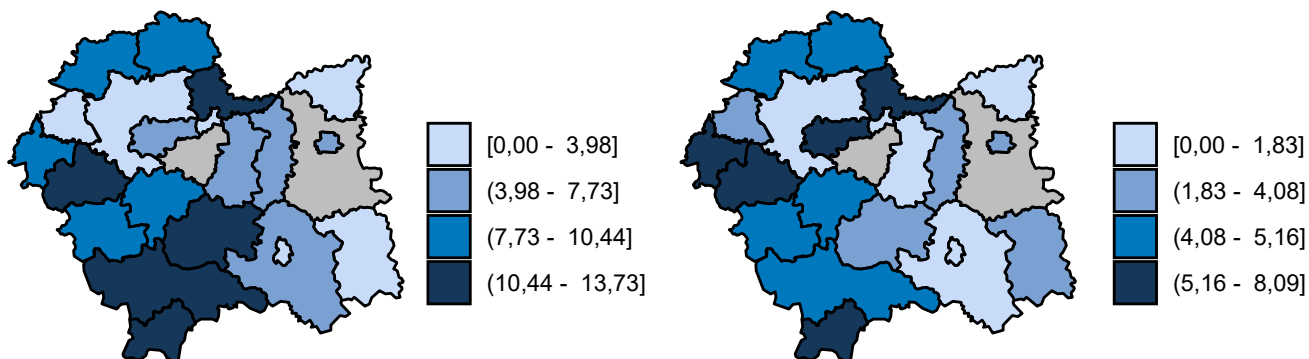 [0,00 -  3,98]
(3,98 -  7,73]
(7,73 -  10,44]
(10,44 -  13,73]
[0,00 -  1,83]
(1,83 -  4,08]
(4,08 -  5,16]
(5,16 -  8,09]